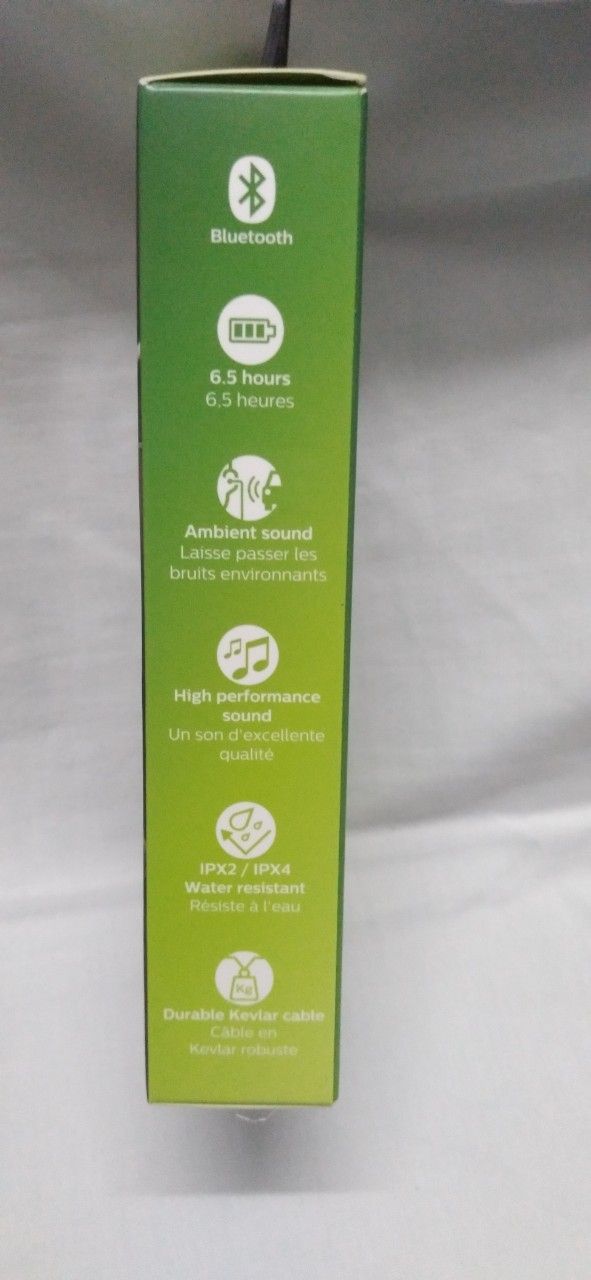 Bluetooth
6.5 hours
6,5 heures
Ambient sound
Laisse passer les
bruits environnants
High performance
sound
Un son d'excellente
qualité
IPX2 / IPX4
Water resistant
Résiste à l'eau
Kg
Durable Kevlar cable
Câble en
Kevlar robuste